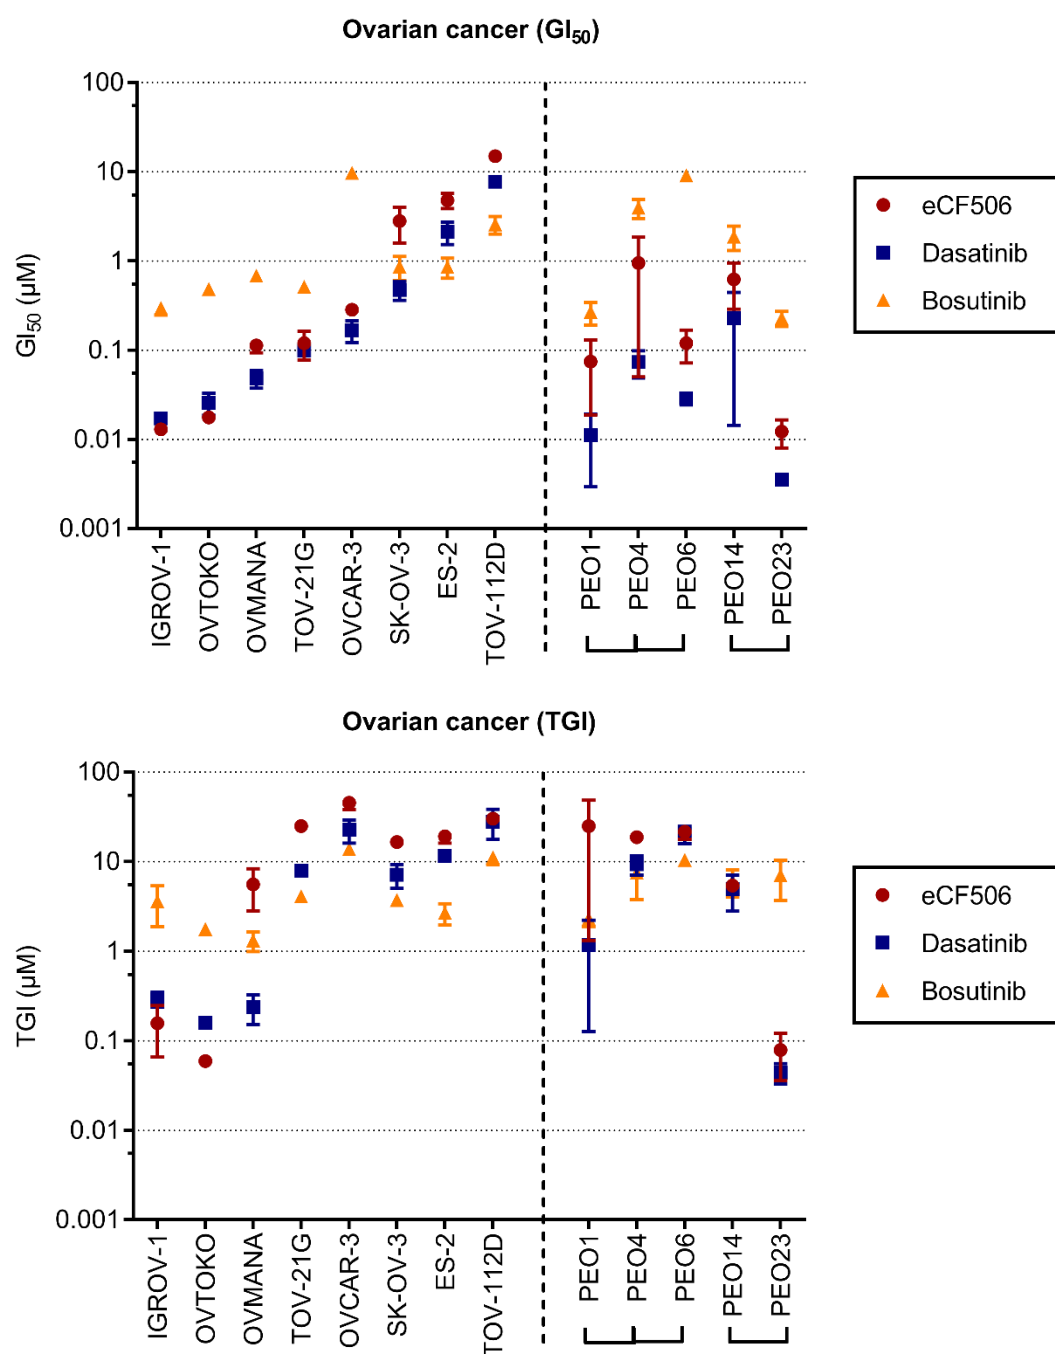 Ovarian cancer (GI50)
100
10
1
0.1
0.01
0.001
GI50 (µM)
IGROV-1
OVTOKO
OVMANA
TOV-21G
OVCAR-3
SK-OV-3
ES-2
TOV-112D
PEO1
PEO4
PEO6
PEO14
PEO23
eCF506
Dasatinib
Bosutinib
Ovarian cancer (TGI)
100
10
1
0.1
0.01
0.001
TGI (µM)
IGROV-1
OVTOKO
OVMANA
TOV-21G
OVCAR-3
SK-OV-3
ES-2
TOV-112D
PEO1
PEO4
PEO6
PEO14
PEO23
eCF506
Dasatinib
Bosutinib